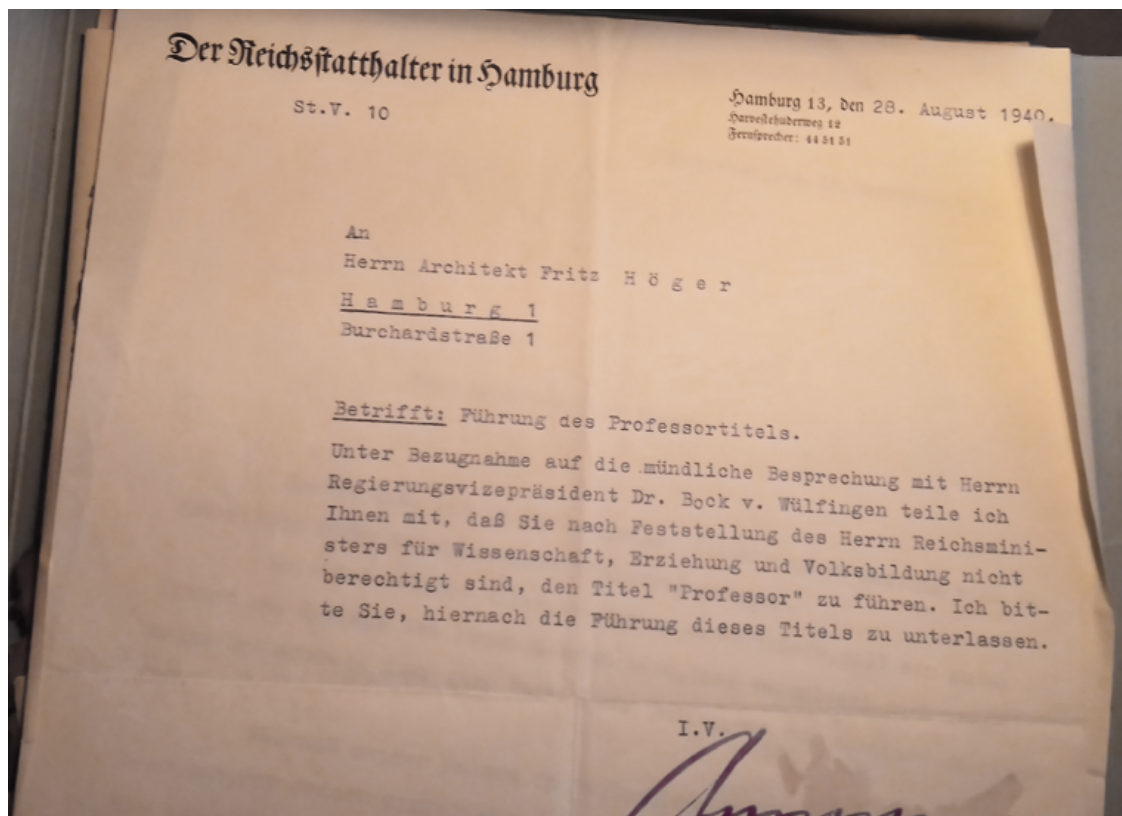 Der Reichsstatthalter in Hamburg
St.V. 10
Hamburg 13, den 28. August 1940.
Harvestehuderweg 12
Fernsprecher: 44 51 51
An
Herrn Architekt Fritz H ö g e r
H a m b u r g 1
Burchardstraße 1
Betrifft: Führung des Professortitels.
Unter Bezugnahme auf die mündliche Besprechung mit Herrn
Regierungsvizepräsident Dr. Bock v. Wülfingen teile ich
Ihnen mit, daß Sie nach Feststellung des Herrn Reichsmini-
sters für Wissenschaft, Erziehung und Volksbildung nicht
berechtigt sind, den Titel "Professor" zu führen. Ich bit-
te Sie, hiernach die Führung dieses Titels zu unterlassen.
I.V.